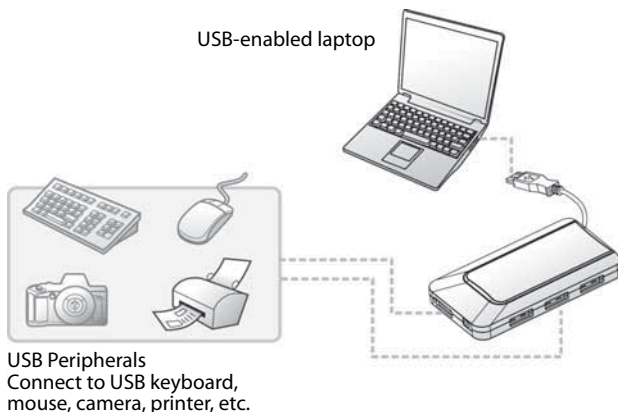 USB-enabled laptop
USB Peripherals
Connect to USB keyboard,
mouse, camera, printer, etc.